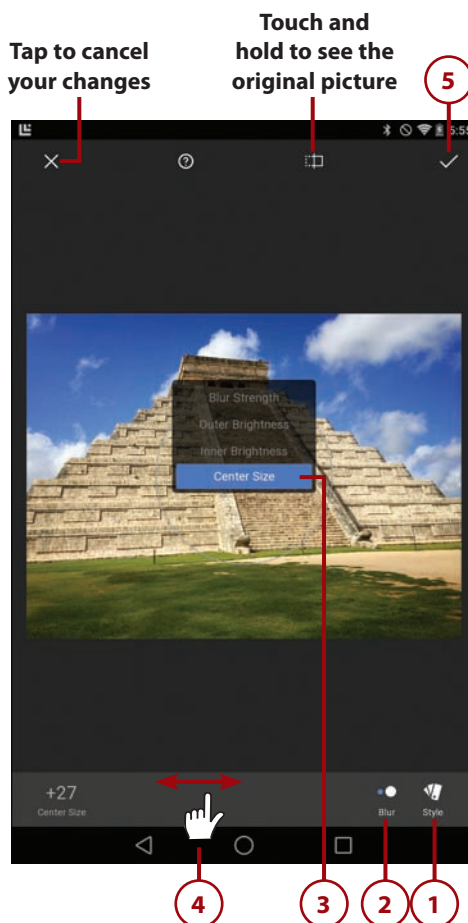 Touch and
hold to see the
original picture
Tap to cancel
your changes
5
5:55
Blur Strength
Outer Brightness
Inner Brightness
Center Size
+27
Center Size
Blur
Style
4
3
2
1